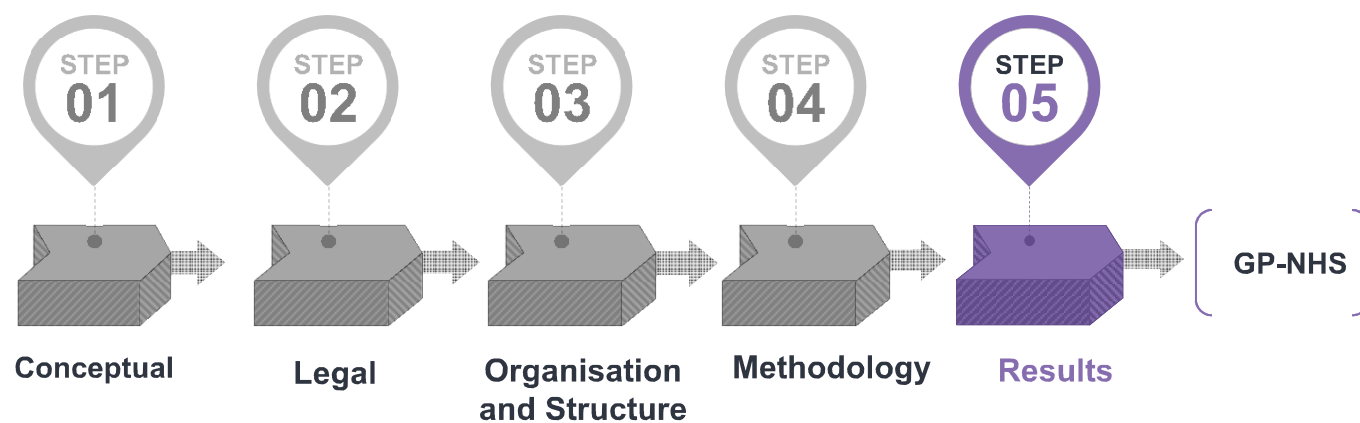 STEP
01
STEP
02
STEP
03
STEP
04
STEP
05
GP-NHS
Conceptual
Legal
Organisation
and Structure
Methodology
Results